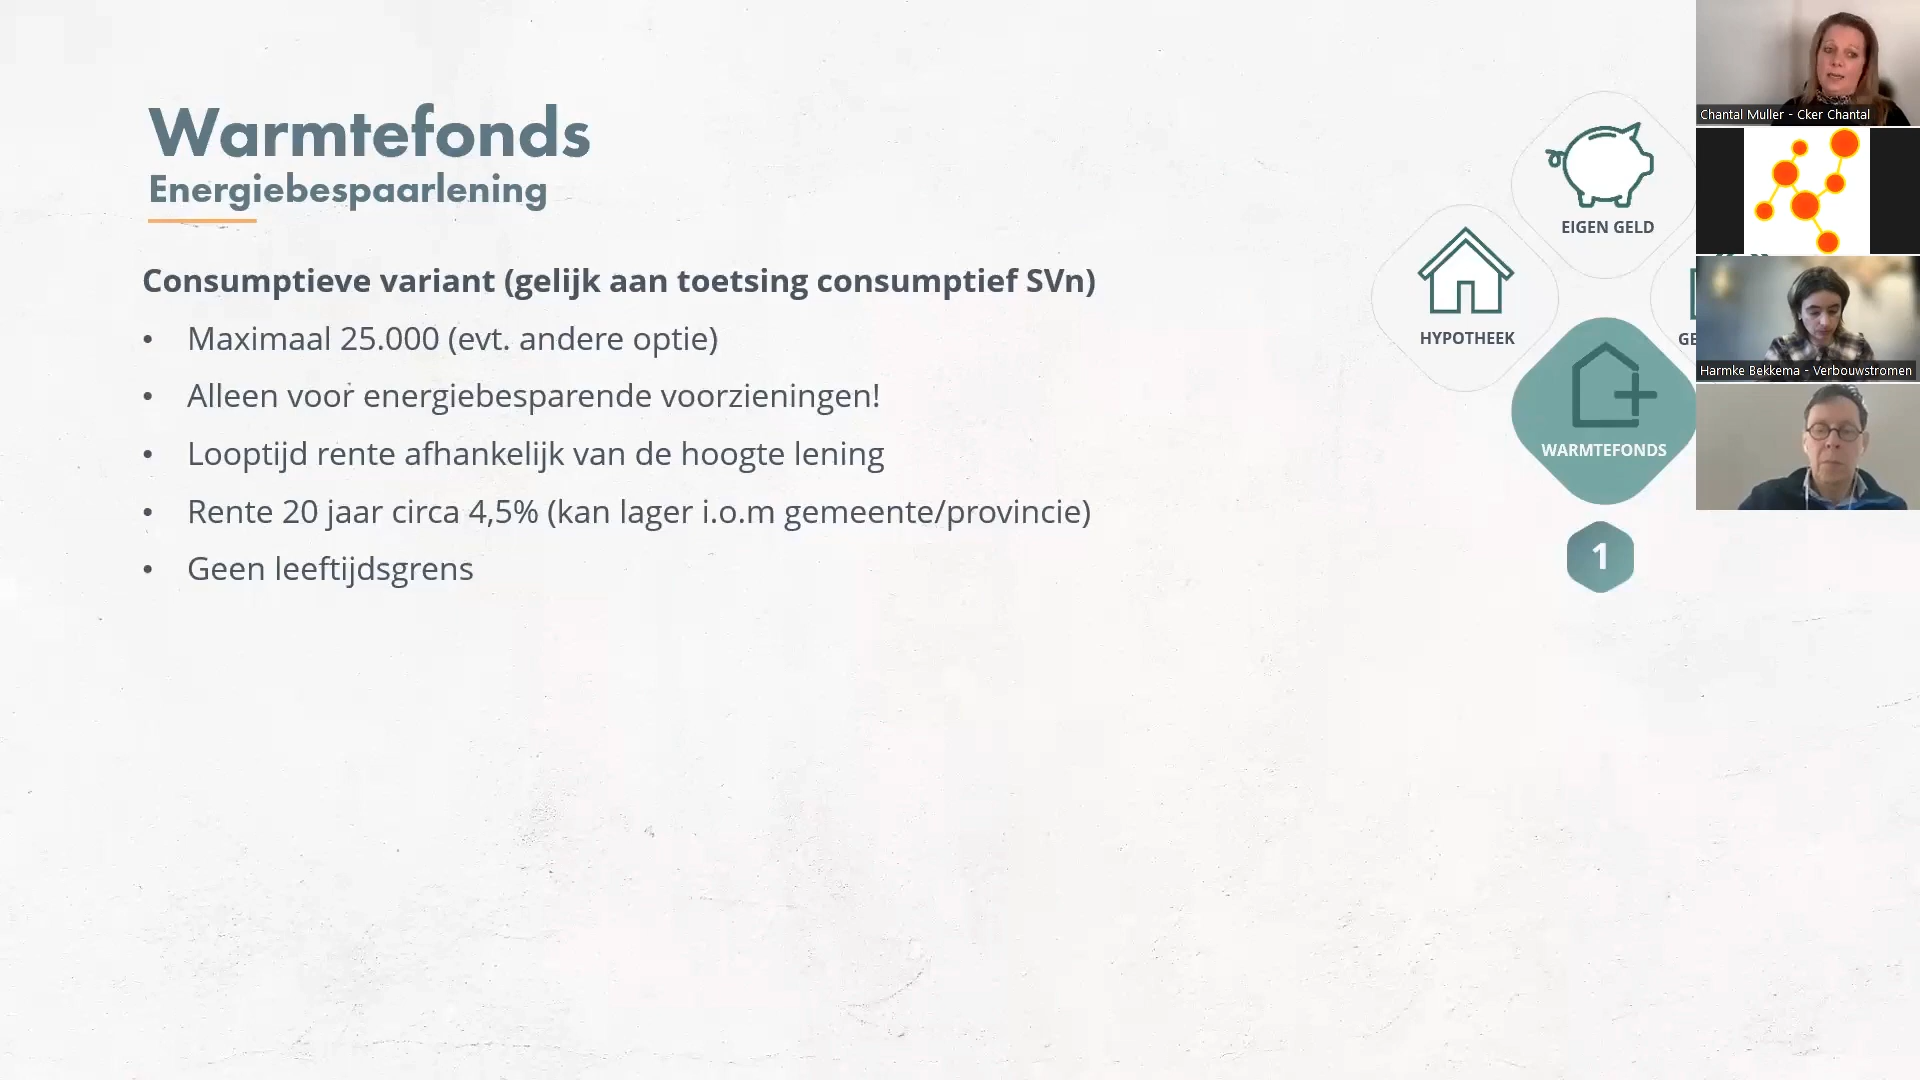 Warmtefonds
Energiebespaarlening
Consumptieve variant (gelijk aan toetsing consumptief SVn)
• Maximaal 25.000 (evt. andere optie)
• Alleen voor energiebesparende voorzieningen!
• Looptijd rente afhankelijk van de hoogte lening
• Rente 20 jaar circa 4,5% (kan lager i.o.m gemeente/provincie)
• Geen leeftijdsgrens
EIGEN GELD
HYPOTHEEK
GE
WARMTEFONDS
1
Chantal Muller - Cker Chantal
Harmke Bekkema - Verbouwstromen